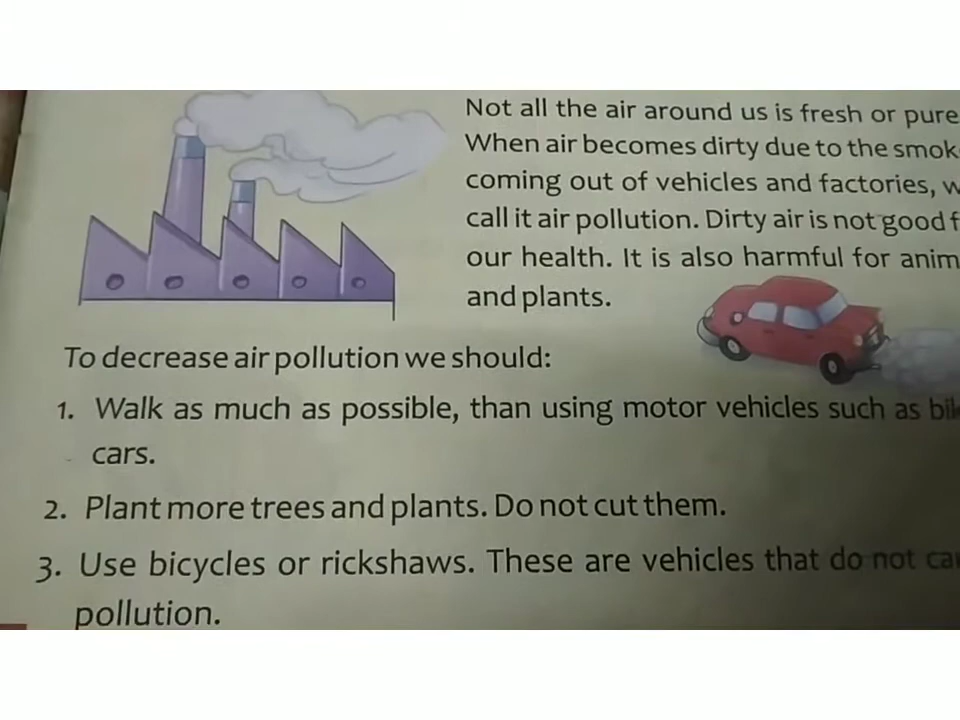 Not all the air around us is fresh or pure
When air becomes dirty due to the smok
coming out of vehicles and factories, w
call it air pollution. Dirty air is not good f
our health. It is also harmful for anim
and plants.
To decrease air pollution we should:
1. Walk as much as possible, than using motor vehicles such as bik
cars.
2. Plant more trees and plants. Do not cut them.
3. Use bicycles or rickshaws. These are vehicles that do not cau
pollution.